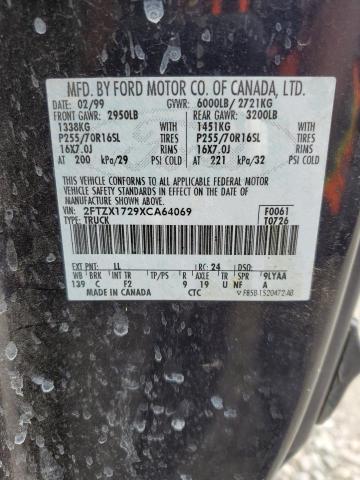 MFD. BY FORD MOTOR CO. OF CANADA, LTD.
DATE: 02/99 GVWR: 6000LB/ 2721KG
FRONT GAWR: 2950LB REAR GAWR: 3200LB
1338KG WITH 1451KG WITH
P255/70R16SL TIRES P255/70R16SL TIRES
16X7.0J RIMS 16X7.0J RIMS
AT 200 kPa/29 PSI COLD AT 221 kPa/32 PSI COLD
THIS VEHICLE CONFORMS TO ALL APPLICABLE FEDERAL MOTOR
VEHICLE SAFETY STANDARDS IN EFFECT ON THE DATE OF MANUFACTURE
SHOWN ABOVE.
VIN: 2FTZX1729XCA64069 F0061
TYPE: TRUCK T0726
EXT PNT: LL RC: 24 DSO:
WB BRK INT TR TP/PS R AXLE TR SPR 9LYAA
139 C F2 9 19 U NF A
MADE IN CANADA CTC F85B-1520472-AB